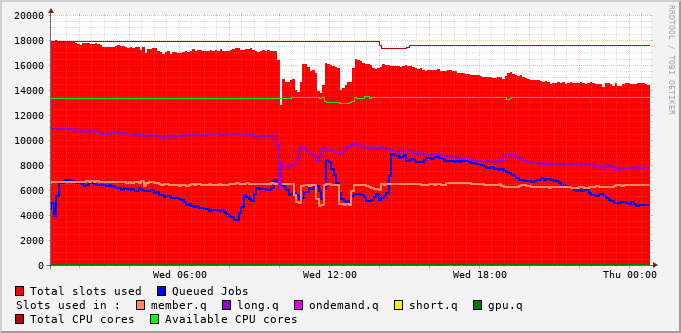 20000
18000
16000
14000
12000
10000
8000
6000
4000
2000
0
Wed 06:00 Wed 12:00 Wed 18:00 Thu 00:00
Total slots used Queued Jobs
Slots used in : member.q long.q ondemand.q short.q gpu.q
Total CPU cores Available CPU cores
RRDTOOL / TOBI OETIKER